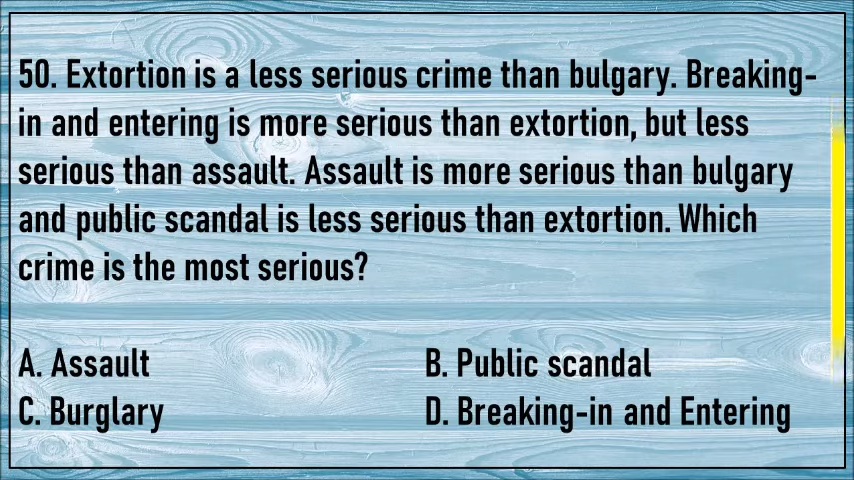 50. Extortion is a less serious crime than bulgary. Breaking-
in and entering is more serious than extortion, but less
serious than assault. Assault is more serious than bulgary
and public scandal is less serious than extortion. Which
crime is the most serious?
A. Assault B. Public scandal
C. Burglary D. Breaking-in and Entering